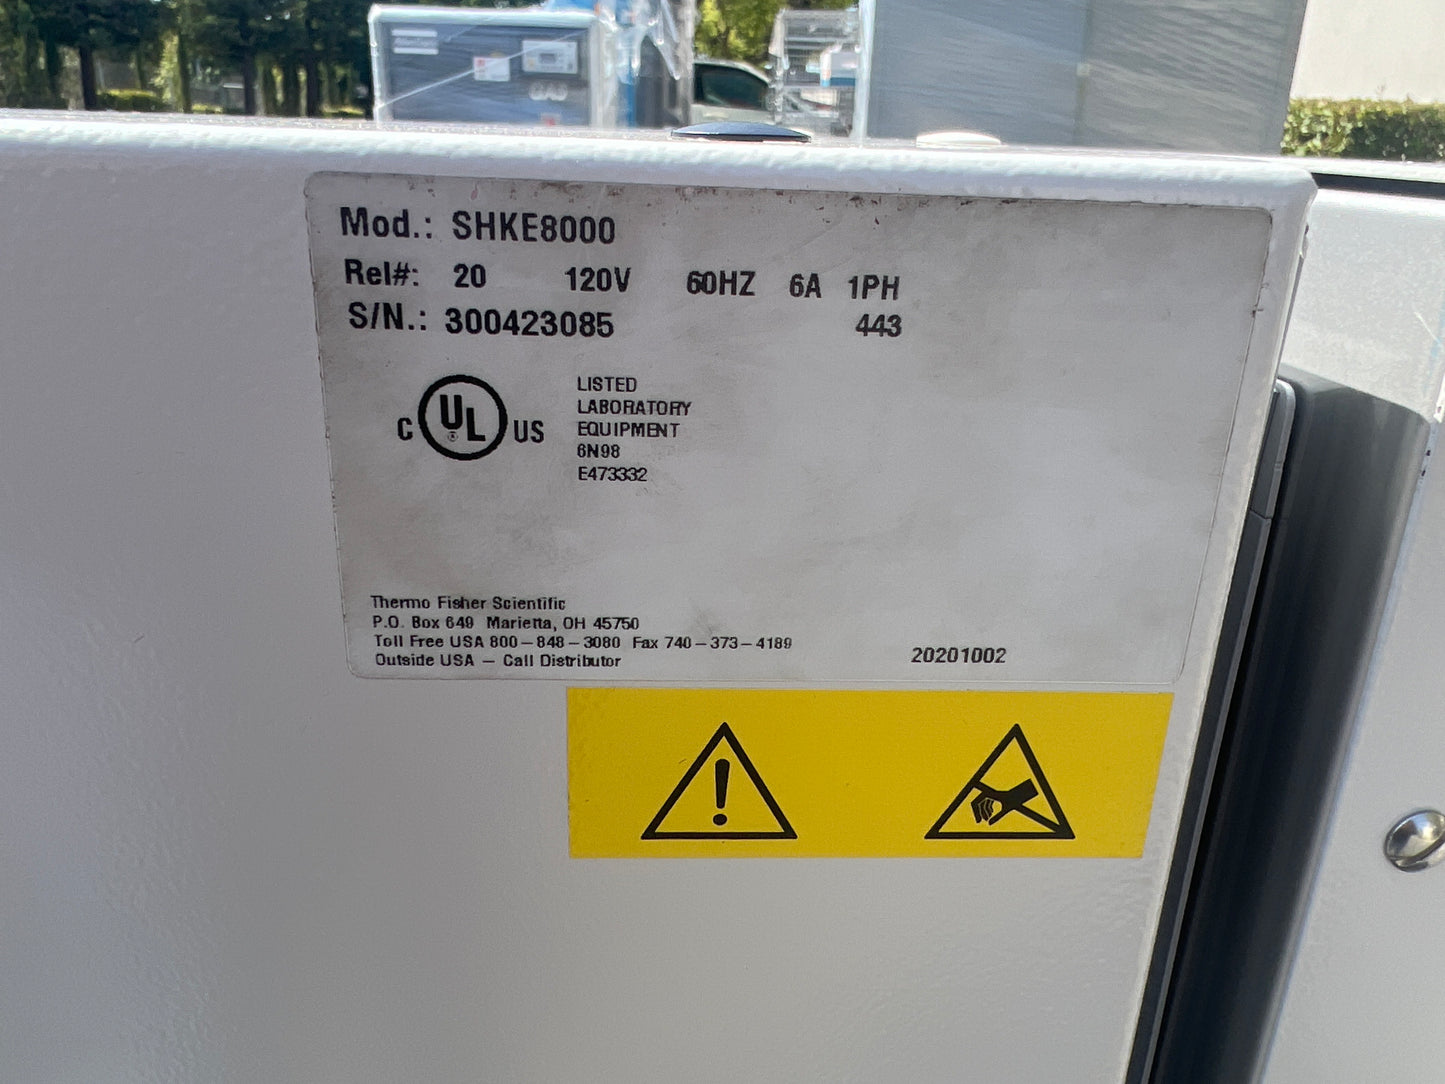 Mod.: SHKE8000
Rel#: 20 120V 60HZ 6A 1PH
S/N.: 300423085 443
C UL US
LISTED
LABORATORY
EQUIPMENT
6N98
E473332
Thermo Fisher Scientific
P.O. Box 649 Marietta, OH 45750
Toll Free USA 800-848-3080 Fax 740-373-4189
Outside USA - Call Distributor 20201002